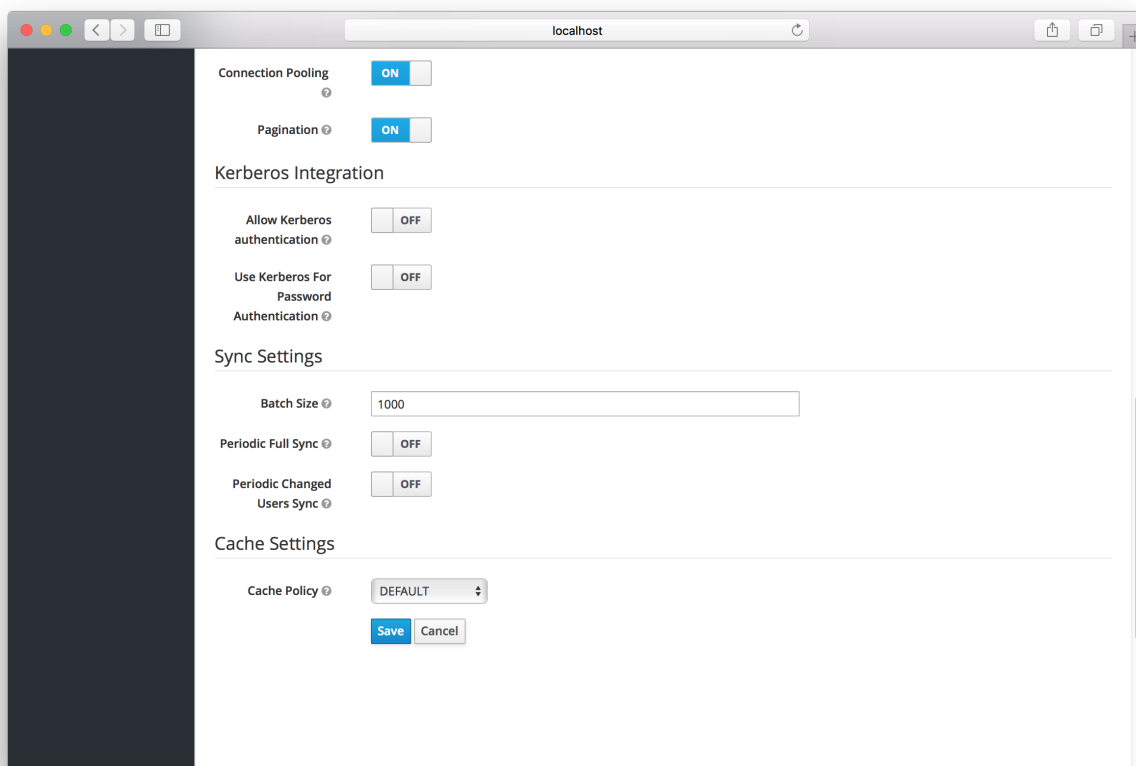 localhost
Connection Pooling
ON
Pagination
ON
Kerberos Integration
Allow Kerberos
authentication
OFF
Use Kerberos For
Password
Authentication
OFF
Sync Settings
Batch Size
1000
Periodic Full Sync
OFF
Periodic Changed
Users Sync
OFF
Cache Settings
Cache Policy
DEFAULT
Save Cancel